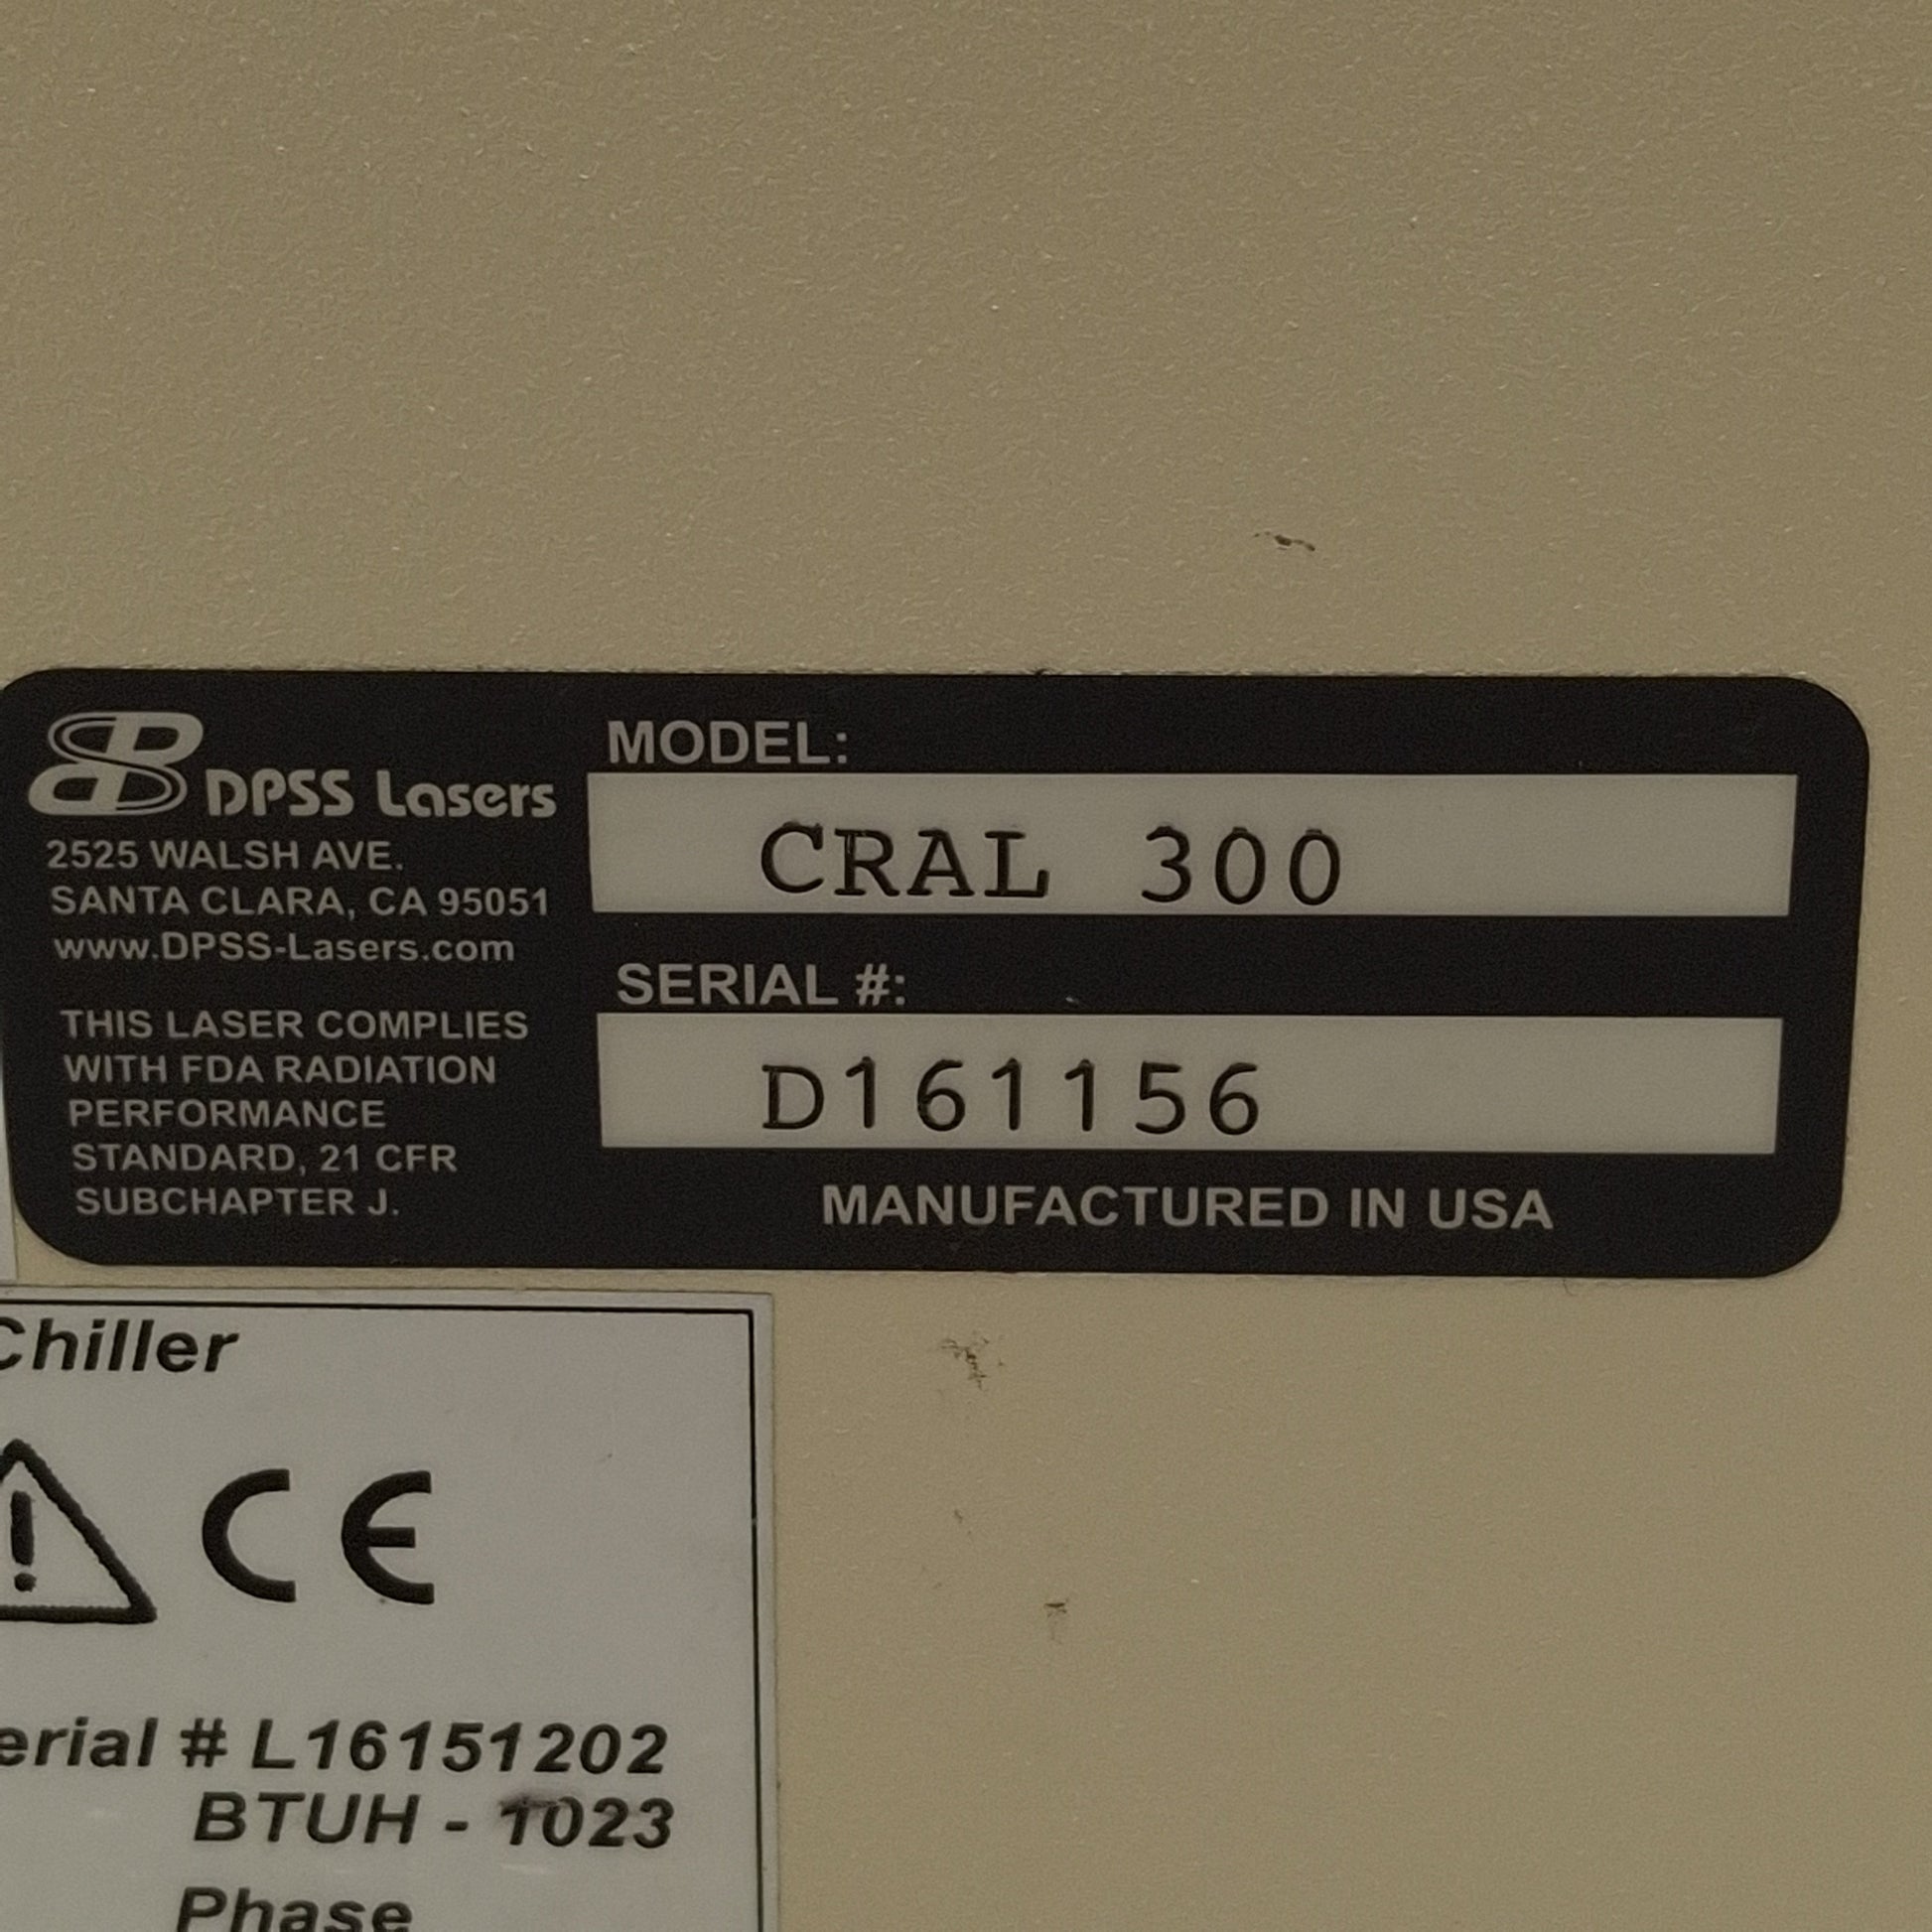 DPSS Lasers
2525 WALSH AVE.
SANTA CLARA, CA 95051
www.DPSS-Lasers.com
THIS LASER COMPLIES
WITH FDA RADIATION
PERFORMANCE
STANDARD, 21 CFR
SUBCHAPTER J.
MODEL:
CRAL 300
SERIAL #:
D161156
MANUFACTURED IN USA
Chiller
CE
erial # L16151202
BTUH - 1023
Phase